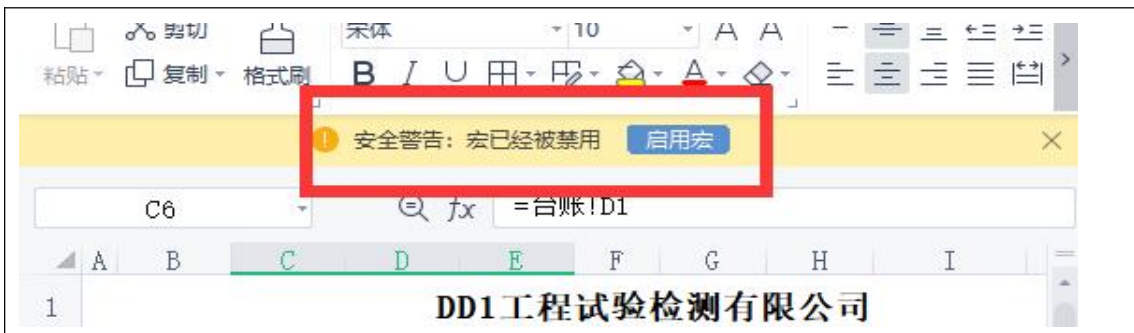 剪切 宋体 10 A A
粘贴 复制 格式刷 B I U A
安全警告：宏已经被禁用 启用宏
C6 fx =台账!D1
A B C D E F G H I
1 DD1工程试验检测有限公司